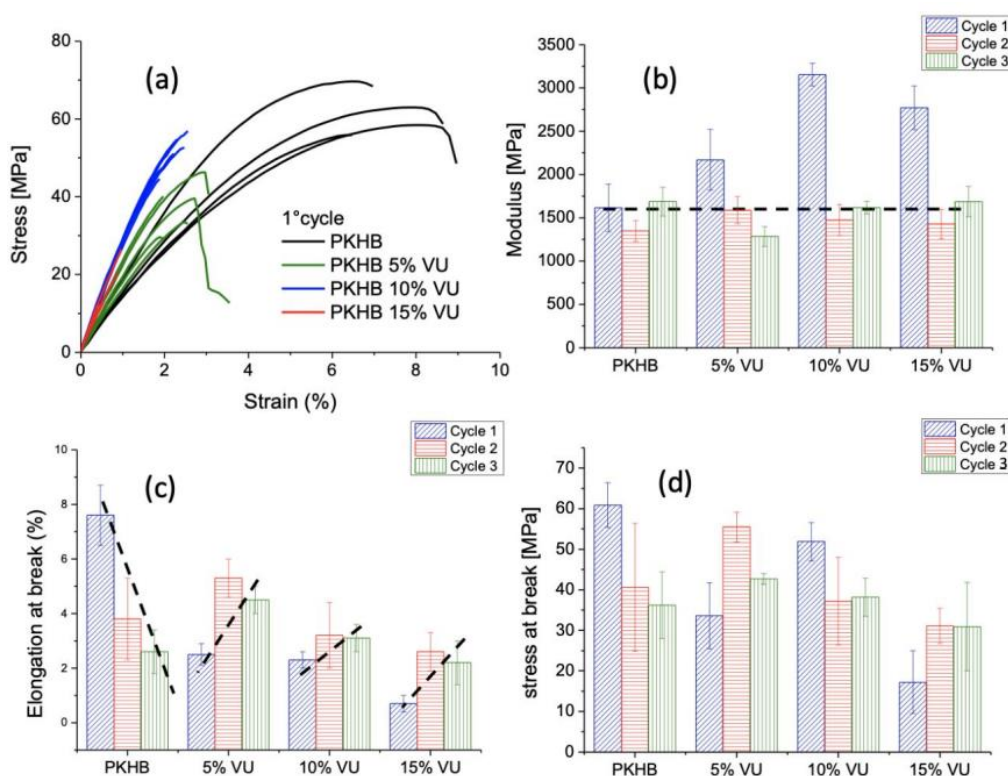 (a)
Stress [MPa]
80
60
40
20
0
1°cycle
PKHB
PKHB 5% VU
PKHB 10% VU
PKHB 15% VU
0 2 4 6 8 10
Strain (%)
Cycle 1
Cycle 2
Cycle 3
(b)
Modulus [MPa]
3500
3000
2500
2000
1500
1000
500
0
PKHB 5% VU 10% VU 15% VU
Cycle 1
Cycle 2
Cycle 3
(c)
Elongation at break (%)
10
8
6
4
2
0
PKHB 5% VU 10% VU 15% VU
Cycle 1
Cycle 2
Cycle 3
(d)
stress at break [MPa]
70
60
50
40
30
20
10
0
PKHB 5% VU 10% VU 15% VU